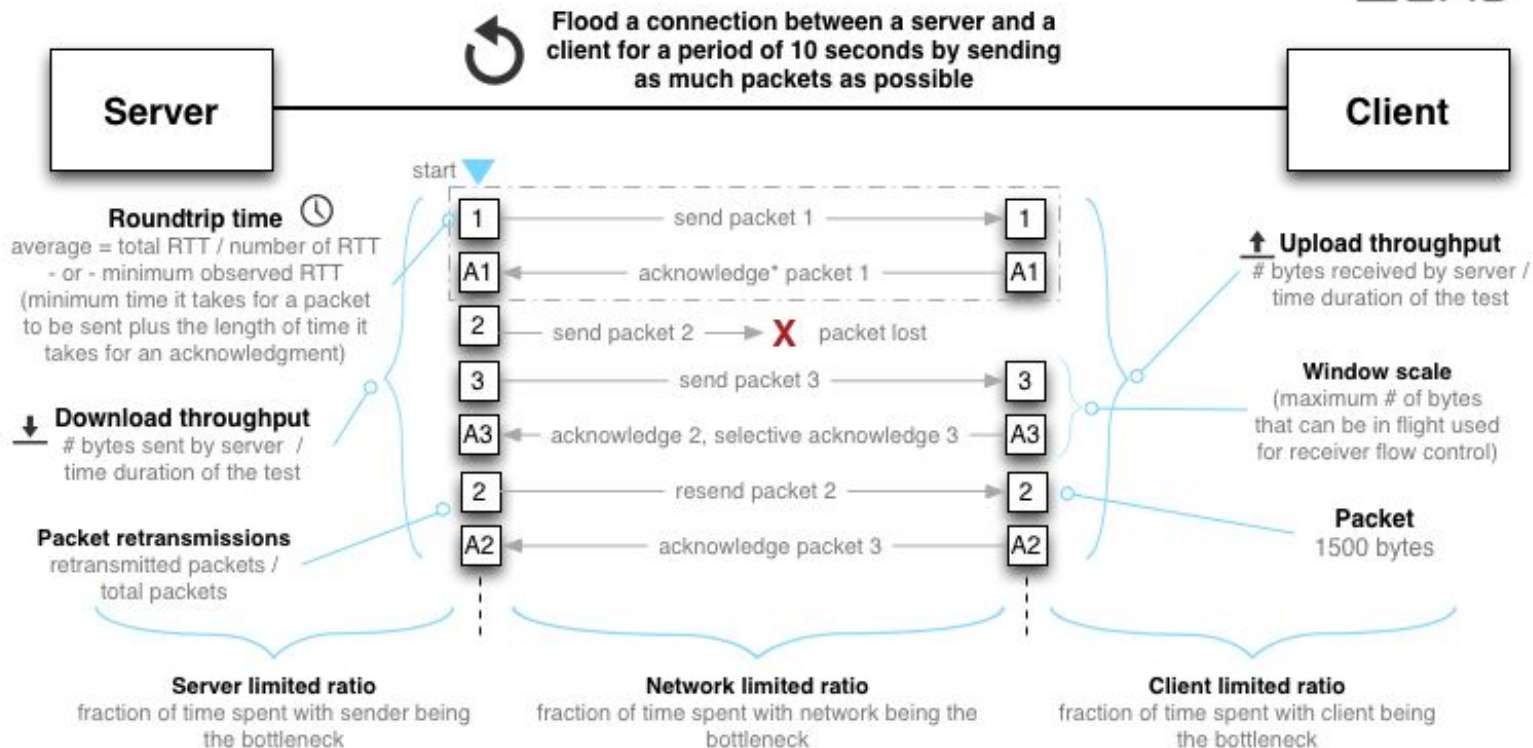 Flood a connection between a server and a
client for a period of 10 seconds by sending
as much packets as possible
Server
Client
start
Roundtrip time
average = total RTT / number of RTT
- or - minimum observed RTT
(minimum time it takes for a packet
to be sent plus the length of time it
takes for an acknowledgment)
Download throughput
# bytes sent by server /
time duration of the test
Packet retransmissions
retransmitted packets /
total packets
1 send packet 1 1
A1 acknowledge* packet 1 A1
2 send packet 2 X packet lost
3 send packet 3 3
A3 acknowledge 2, selective acknowledge 3 A3
2 resend packet 2 2
A2 acknowledge packet 3 A2
Upload throughput
# bytes received by server /
time duration of the test
Window scale
(maximum # of bytes
that can be in flight used
for receiver flow control)
Packet
1500 bytes
Server limited ratio
fraction of time spent with sender being
the bottleneck
Network limited ratio
fraction of time spent with network being the
bottleneck
Client limited ratio
fraction of time spent with client being
the bottleneck